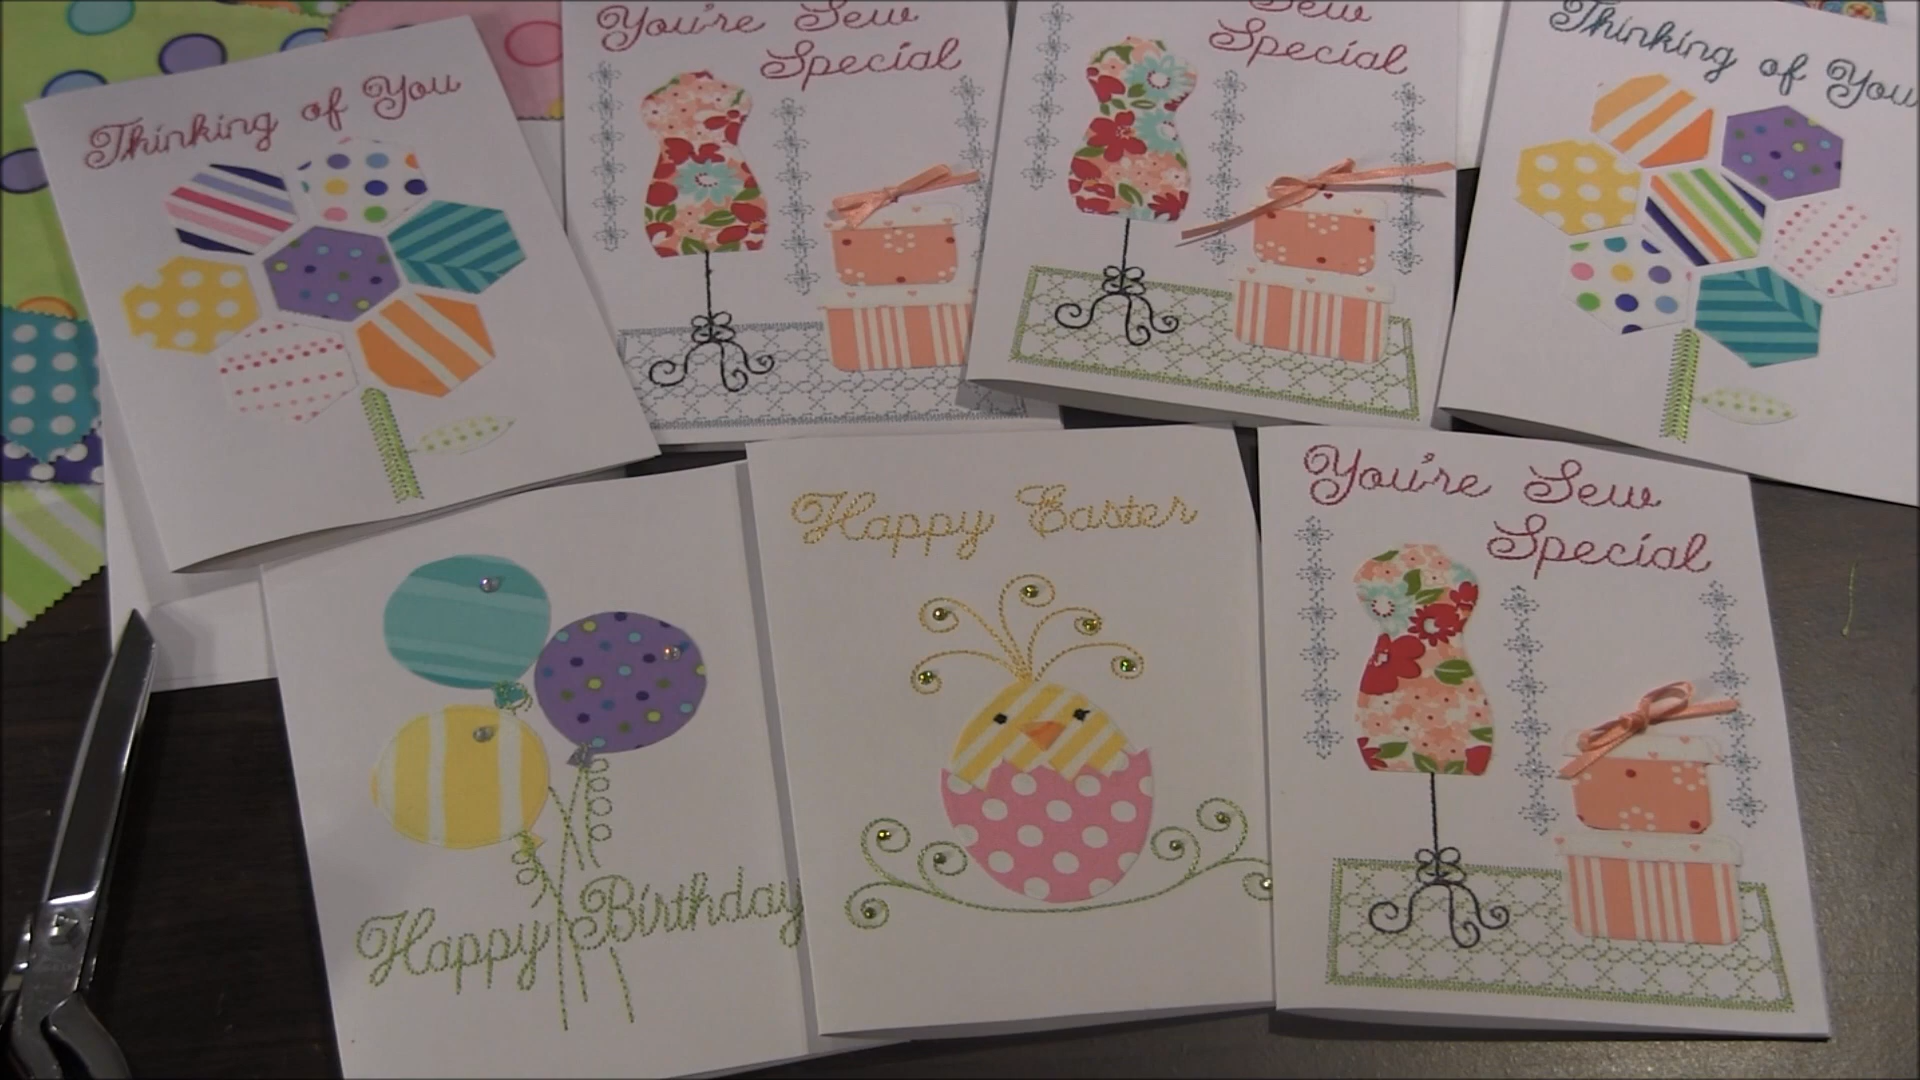 Thinking of You
You're Sew
Special
Sew
Special
Thinking of You
Happy Birthday
Happy Easter
You're Sew
Special